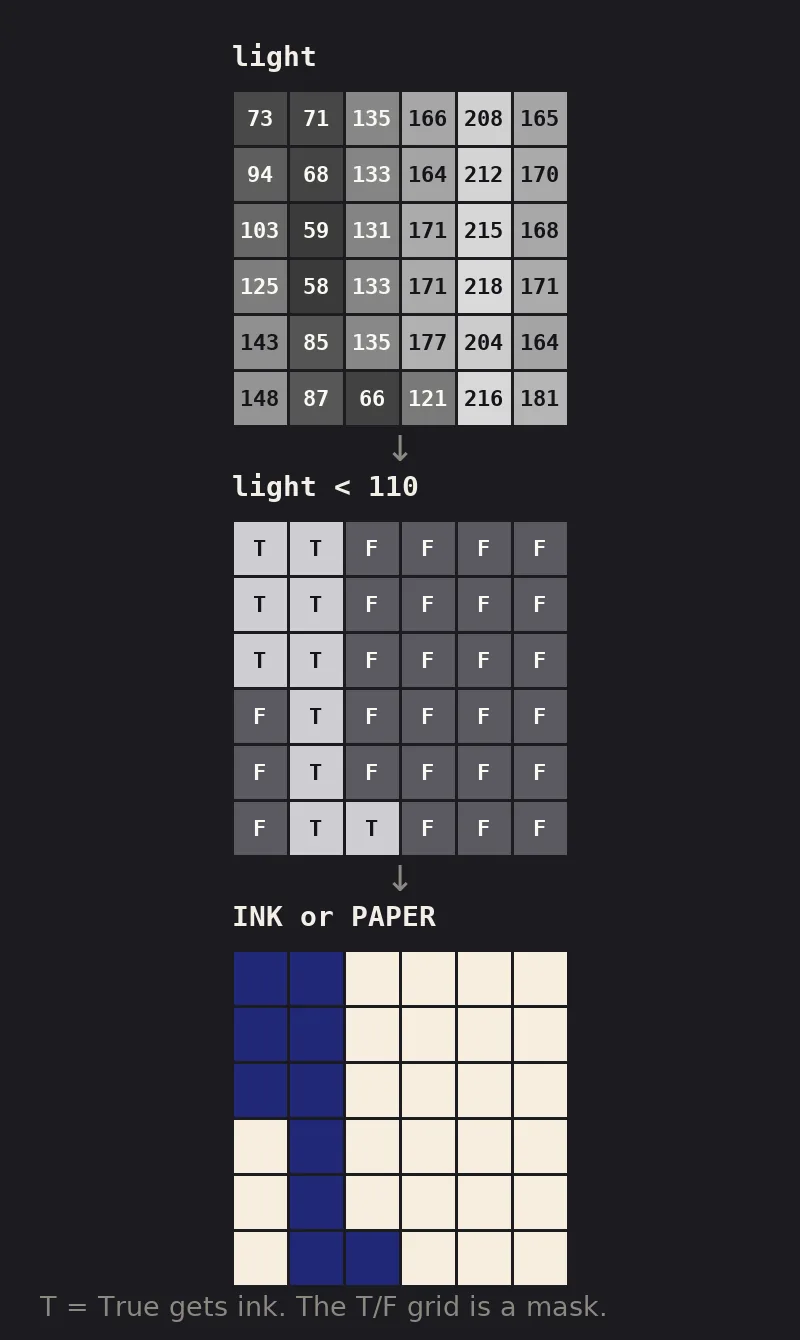 light
73 71 135 166 208 165
94 68 133 164 212 170
103 59 131 171 215 168
125 58 133 171 218 171
143 85 135 177 204 164
148 87 66 121 216 181
↓
light < 110
T T F F F F
T T F F F F
T T F F F F
F T F F F F
F T F F F F
F T T F F F
↓
INK or PAPER
T = True gets ink. The T/F grid is a mask.